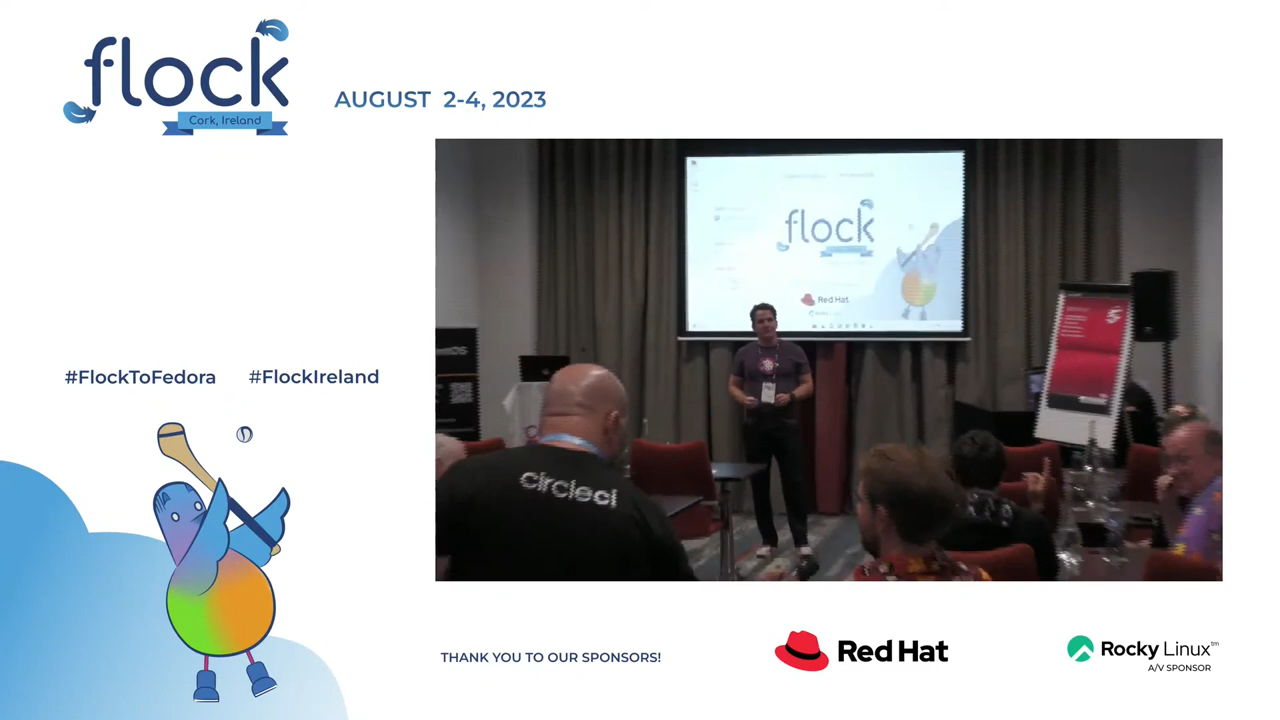 flock
Cork, Ireland
AUGUST 2-4, 2023
flock
Red Hat
circleci
#FlockToFedora #FlockIreland
THANK YOU TO OUR SPONSORS!
Red Hat
Rocky Linux™
A/V SPONSOR